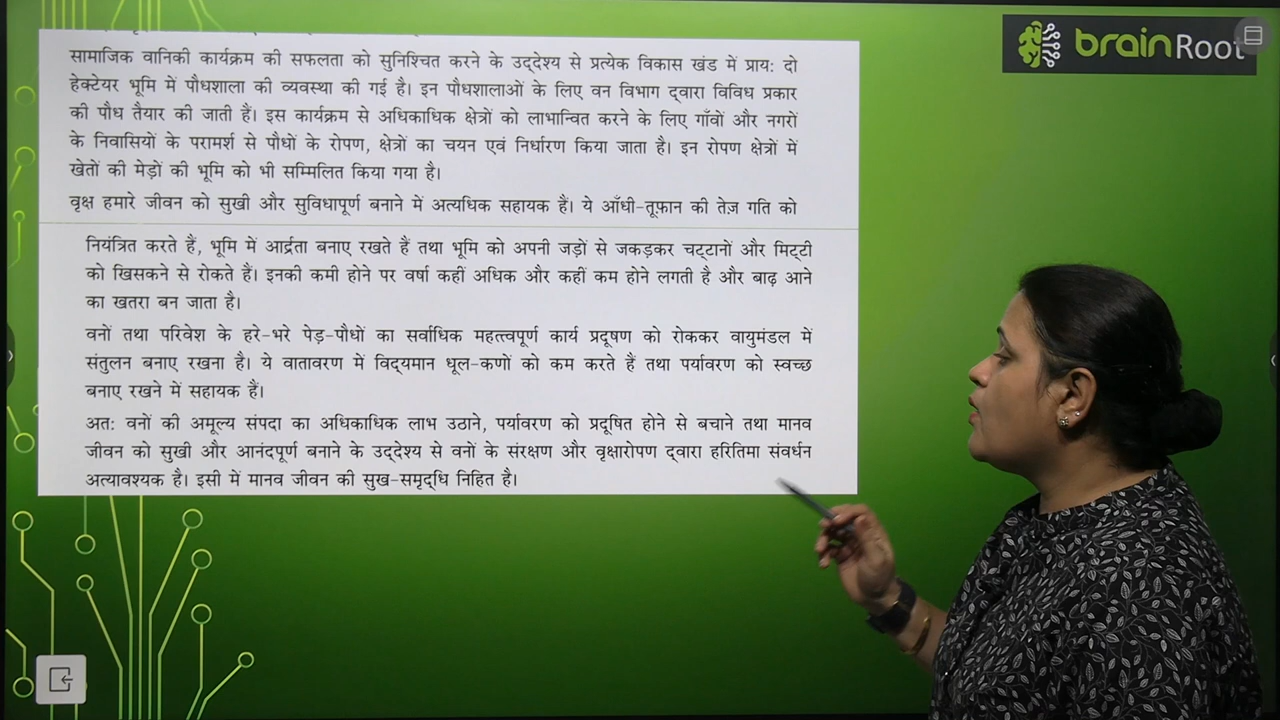 सामाजिक वानिकी कार्यक्रम की सफलता को सुनिश्चित करने के उद्देश्य से प्रत्येक विकास खंड में प्राय: दो
हेक्टेयर भूमि में पौधशाला की व्यवस्था की गई है। इन पौधशालाओं के लिए वन विभाग द्वारा विविध प्रकार
की पौध तैयार की जाती हैं। इस कार्यक्रम से अधिकाधिक क्षेत्रों को लाभान्वित करने के लिए गाँवों और नगरों
के निवासियों के परामर्श से पौधों के रोपण, क्षेत्रों का चयन एवं निर्धारण किया जाता है। इन रोपण क्षेत्रों में
खेतों की मेड़ों की भूमि को भी सम्मिलित किया गया है।
वृक्ष हमारे जीवन को सुखी और सुविधापूर्ण बनाने में अत्यधिक सहायक हैं। ये आँधी-तूफ़ान की तेज़ गति को
नियंत्रित करते हैं, भूमि में आर्द्रता बनाए रखते हैं तथा भूमि को अपनी जड़ों से जकड़कर चट्टानों और मिट्टी
को खिसकने से रोकते हैं। इनकी कमी होने पर वर्षा कहीं अधिक और कहीं कम होने लगती है और बाढ़ आने
का खतरा बन जाता है।
वनों तथा परिवेश के हरे-भरे पेड़-पौधों का सर्वाधिक महत्त्वपूर्ण कार्य प्रदूषण को रोककर वायुमंडल में
संतुलन बनाए रखना है। ये वातावरण में विद्यमान धूल-कणों को कम करते हैं तथा पर्यावरण को स्वच्छ
बनाए रखने में सहायक हैं।
अत: वनों की अमूल्य संपदा का अधिकाधिक लाभ उठाने, पर्यावरण को प्रदूषित होने से बचाने तथा मानव
जीवन को सुखी और आनंदपूर्ण बनाने के उद्देश्य से वनों के संरक्षण और वृक्षारोपण द्वारा हरितिमा संवर्धन
अत्यावश्यक है। इसी में मानव जीवन की सुख-समृद्धि निहित है।
brain Root